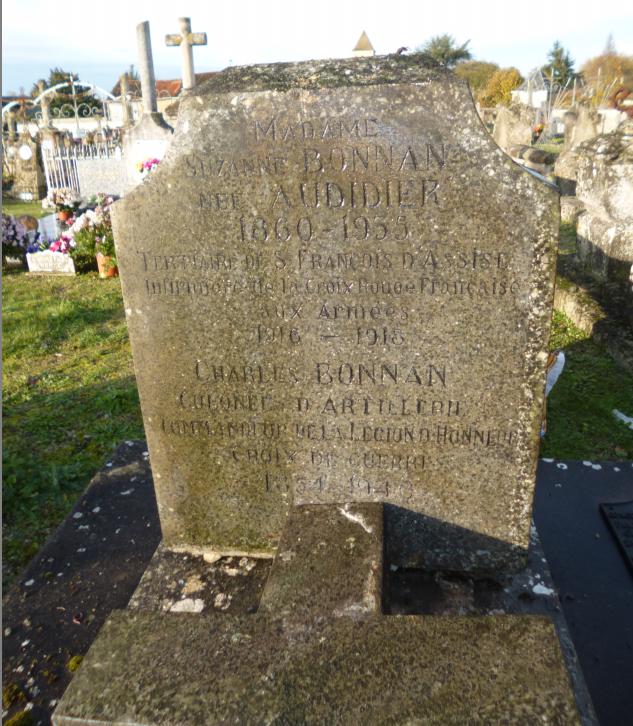 MADAME
SUZANNE BONNAN
NÉE AUDIDIER
1860-1935
TERTIAIRE DE S. FRANÇOIS D'ASSISE
Infirmière de la Croix Rouge Française
aux Armées
1916 - 1918
CHARLES BONNAN
COLONEL D'ARTILLERIE
COMMANDEUR DE LA LEGION D'HONNEUR
CROIX DE GUERRE